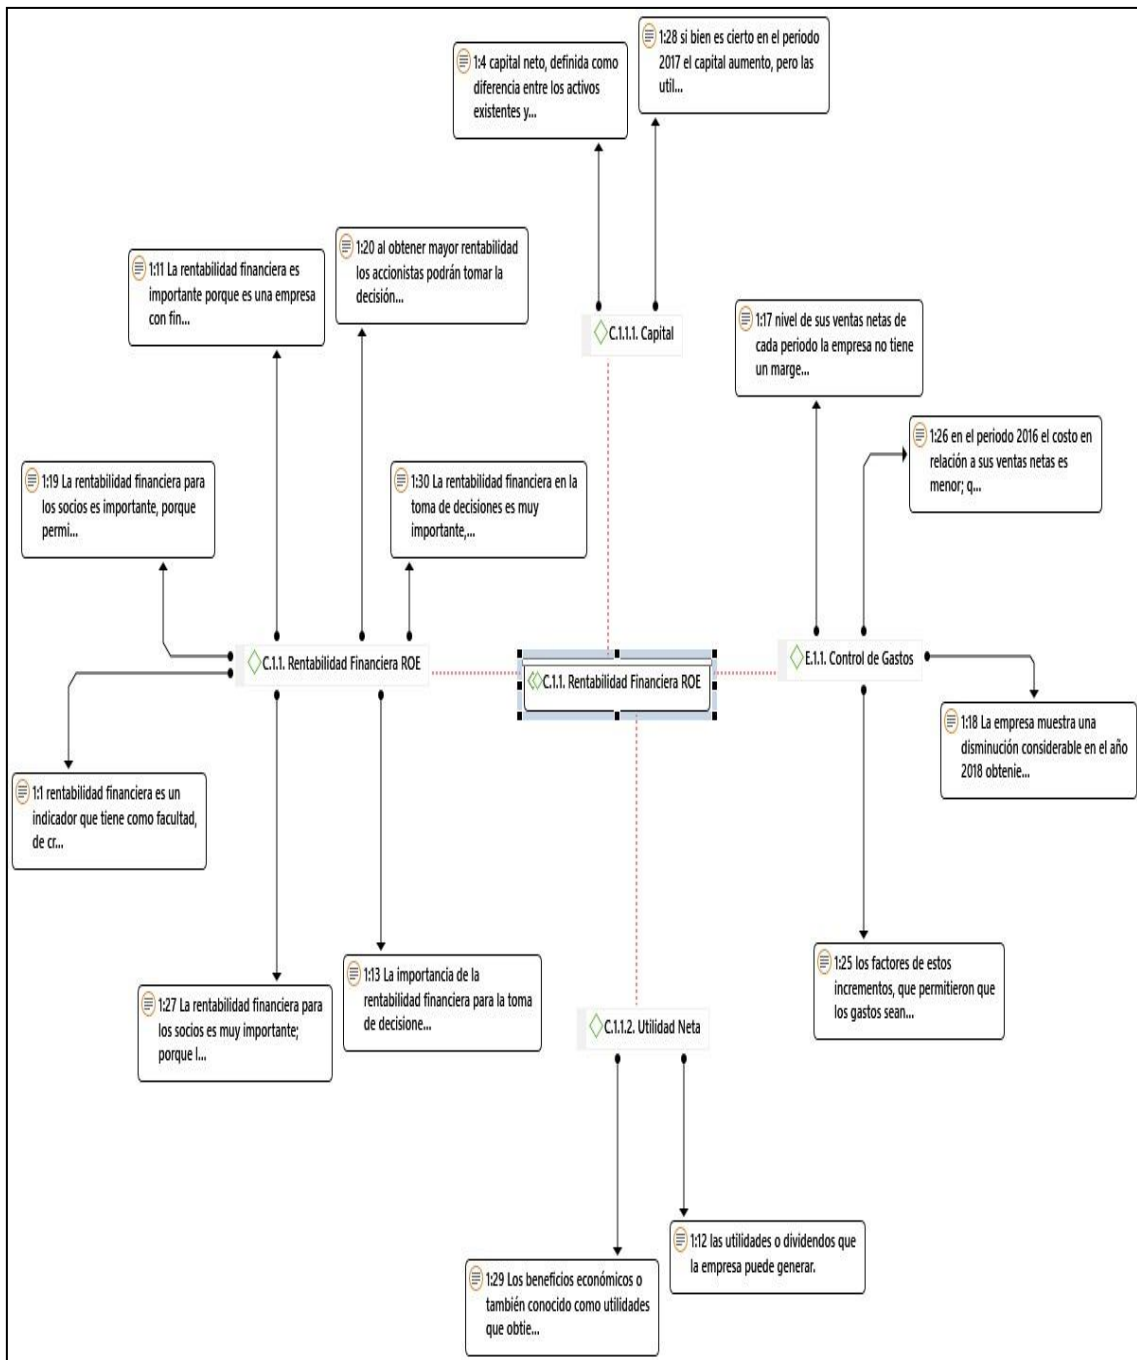 1:28 si bien es cierto en el periodo
2017 el capital aumento, pero las
util...
1:4 capital neto, definida como
diferencia entre los activos
existentes y...
1:20 al obtener mayor rentabilidad
los accionistas podrán tomar la
decisión...
1:11 La rentabilidad financiera es
importante porque es una empresa
con fin...
C.1.1.1. Capital
1:17 nivel de sus ventas netas de
cada periodo la empresa no tiene
un marge...
1:26 en el periodo 2016 el costo en
relación a sus ventas netas es
menor; q...
1:19 La rentabilidad financiera para
los socios es importante, porque
permi...
1:30 La rentabilidad financiera en la
toma de decisiones es muy
importante,...
C.1.1. Rentabilidad Financiera ROE
C.1.1. Rentabilidad Financiera ROE
E.1.1. Control de Gastos
1:18 La empresa muestra una
disminución considerable en el año
2018 obtenie...
1:1 rentabilidad financiera es un
indicador que tiene como facultad,
de cr...
1:13 La importancia de la
rentabilidad financiera para la toma
de decisione...
1:27 La rentabilidad financiera para
los socios es muy importante;
porque l...
1:25 los factores de estos
incrementos, que permitieron que
los gastos sean...
C.1.1.2. Utilidad Neta
1:12 las utilidades o dividendos que
la empresa puede generar.
1:29 Los beneficios económicos o
también conocido como utilidades
que obtie...